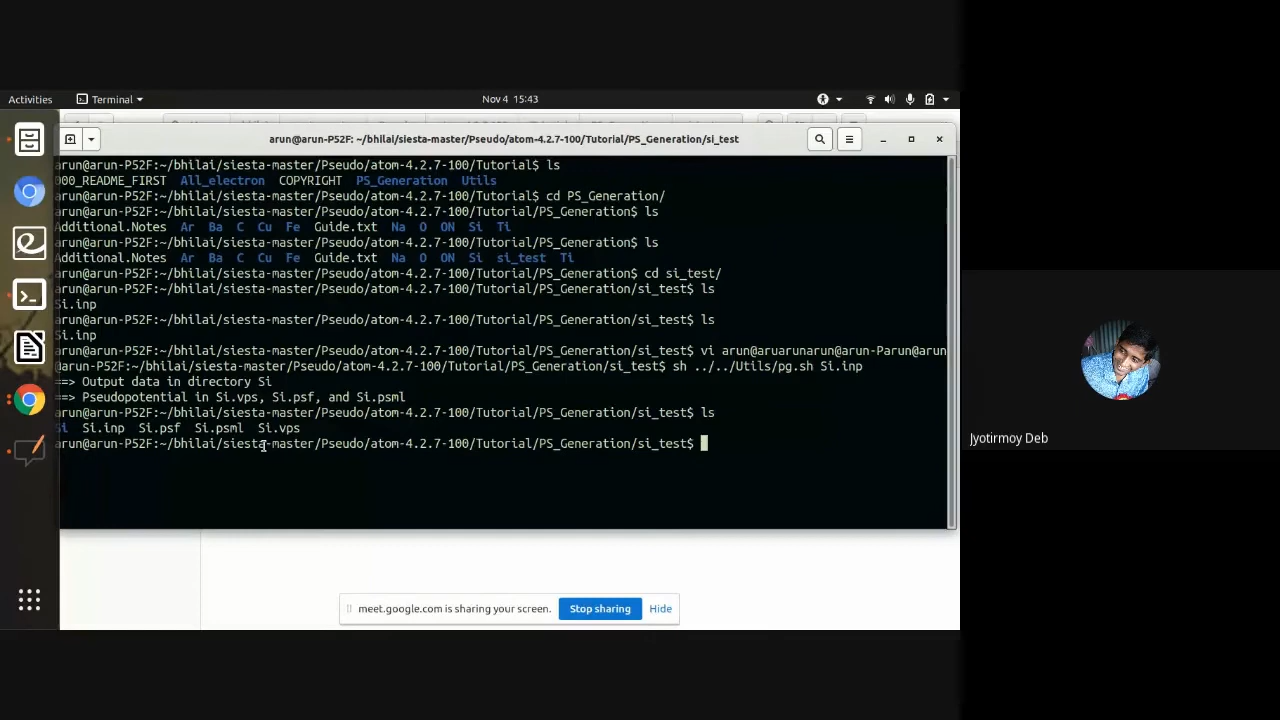 Activities
Terminal
Nov 4 15:43
arun@arun-P52F: ~/bhilai/siesta-master/Pseudo/atom-4.2.7-100/Tutorial/PS_Generation/si_test
arun@arun-P52F:~/bhilai/siesta-master/Pseudo/atom-4.2.7-100/Tutorial$ ls
000_README_FIRST All_electron COPYRIGHT PS_Generation Utils
arun@arun-P52F:~/bhilai/siesta-master/Pseudo/atom-4.2.7-100/Tutorial$ cd PS_Generation/
arun@arun-P52F:~/bhilai/siesta-master/Pseudo/atom-4.2.7-100/Tutorial/PS_Generation$ ls
Additional.Notes Ar Ba C Cu Fe Guide.txt Na O ON Si Ti
arun@arun-P52F:~/bhilai/siesta-master/Pseudo/atom-4.2.7-100/Tutorial/PS_Generation$ ls
Additional.Notes Ar Ba C Cu Fe Guide.txt Na O ON Si si_test Ti
arun@arun-P52F:~/bhilai/siesta-master/Pseudo/atom-4.2.7-100/Tutorial/PS_Generation$ cd si_test/
arun@arun-P52F:~/bhilai/siesta-master/Pseudo/atom-4.2.7-100/Tutorial/PS_Generation/si_test$ ls
Si.inp
arun@arun-P52F:~/bhilai/siesta-master/Pseudo/atom-4.2.7-100/Tutorial/PS_Generation/si_test$ ls
Si.inp
arun@arun-P52F:~/bhilai/siesta-master/Pseudo/atom-4.2.7-100/Tutorial/PS_Generation/si_test$ vi arun@aruarunarun@arun-Parun@arun
arun@arun-P52F:~/bhilai/siesta-master/Pseudo/atom-4.2.7-100/Tutorial/PS_Generation/si_test$ sh ../../Utils/pg.sh Si.inp
==> Output data in directory Si
==> Pseudopotential in Si.vps, Si.psf, and Si.psml
arun@arun-P52F:~/bhilai/siesta-master/Pseudo/atom-4.2.7-100/Tutorial/PS_Generation/si_test$ ls
Si Si.inp Si.psf Si.psml Si.vps
arun@arun-P52F:~/bhilai/siesta-master/Pseudo/atom-4.2.7-100/Tutorial/PS_Generation/si_test$
meet.google.com is sharing your screen. Stop sharing Hide
Jyotirmoy Deb